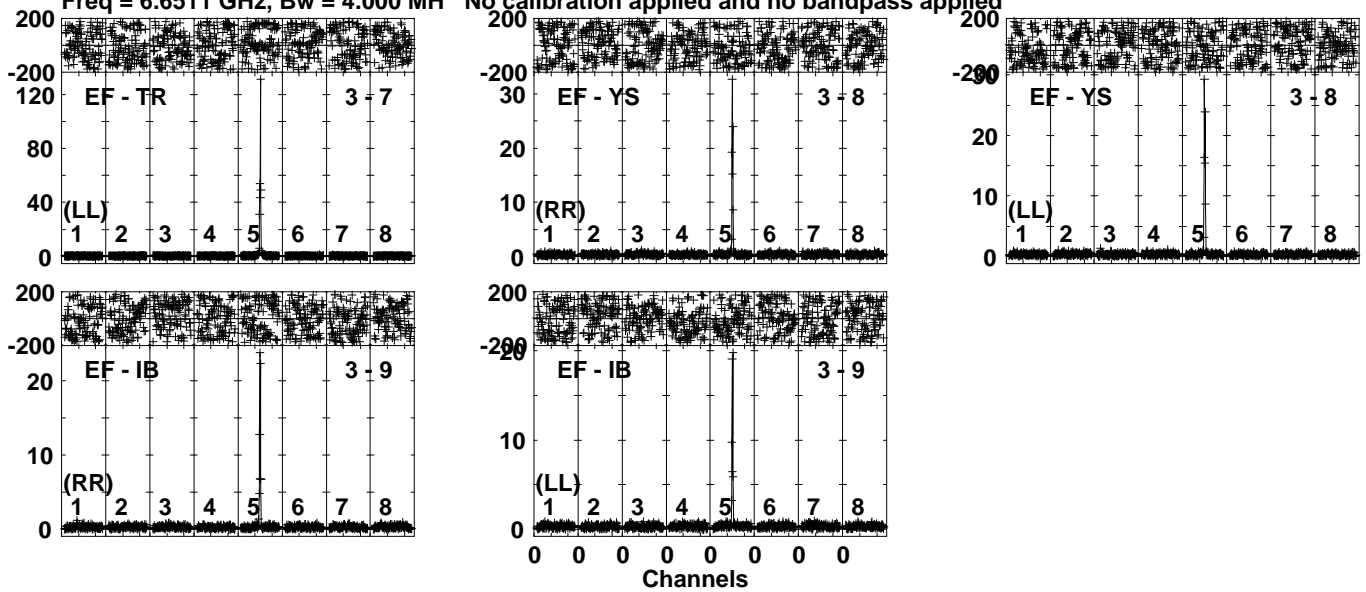 Freq = 6.6511 GHz, Bw = 4.000 MH No calibration applied and no bandpass applied
200 200 200
-200 -200 -200
120 30 30
EF - TR 3 - 7 EF - YS 3 - 8 EF - YS 3 - 8
80 20 20
40 10 10
(LL) (RR) (LL)
1 2 3 4 5 6 7 8 1 2 3 4 5 6 7 8 1 2 3 4 5 6 7 8
0 0 0
200 200
-200 -200
20
EF - IB 3 - 9 EF - IB 3 - 9
20
10 10
(RR) (LL)
1 2 3 4 5 6 7 8 1 2 3 4 5 6 7 8
0 0
0 0 0 0 0 0 0 0
Channels